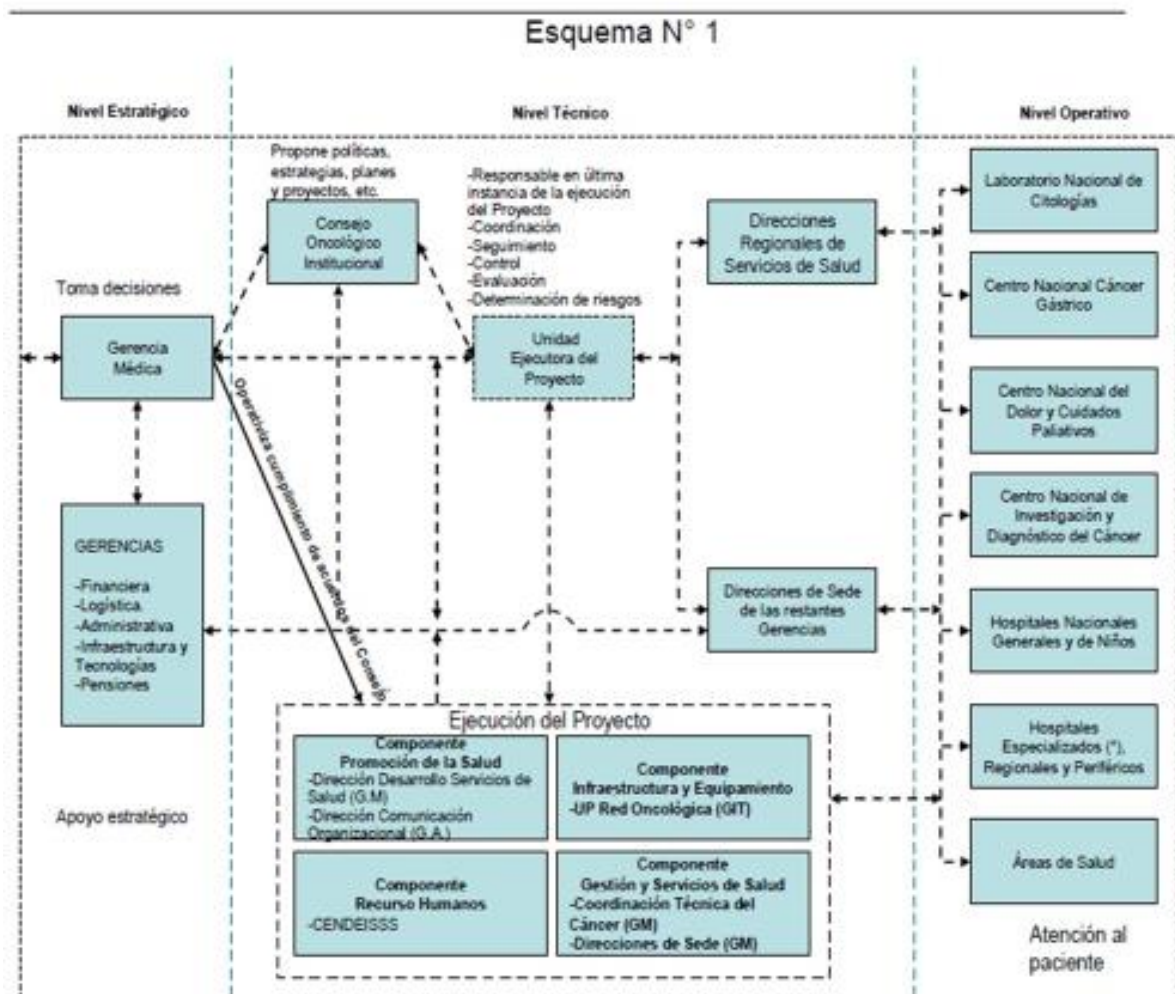 Esquema N° 1
Nivel Estratégico
Nivel Técnico
Nivel Operativo
Propone políticas,
estrategias, planes
y proyectos, etc.
Consejo
Oncológico
Institucional
-Responsable en última
instancia de la ejecución
del Proyecto
-Coordinación
-Seguimiento
-Control
-Evaluación
-Determinación de riesgos
Unidad
Ejecutora del
Proyecto
Direcciones
Regionales de
Servicios de Salud
Toma decisiones
Gerencia
Médica
Operativiza cumplimiento de acuerdos del Consejo
GERENCIAS
-Financiera
-Logística.
-Administrativa
-Infraestructura y
Tecnologías
-Pensiones
Apoyo estratégico
Direcciones de Sede
de las restantes
Gerencias
Ejecución del Proyecto
Componente
Promoción de la Salud
-Dirección Desarrollo Servicios de
Salud (G.M)
-Dirección Comunicación
Organizacional (G.A.)
Componente
Infraestructura y Equipamiento
-UP Red Oncológica (GIT)
Componente
Recurso Humanos
-CENDEISSS
Componente
Gestión y Servicios de Salud
-Coordinación Técnica del
Cáncer (GM)
-Direcciones de Sede (GM)
Laboratorio Nacional de
Citologías
Centro Nacional Cáncer
Gástrico
Centro Nacional del
Dolor y Cuidados
Paliativos
Centro Nacional de
Investigación y
Diagnóstico del Cáncer
Hospitales Nacionales
Generales y de Niños
Hospitales
Especializados (*),
Regionales y Periféricos
Áreas de Salud
Atención al
paciente